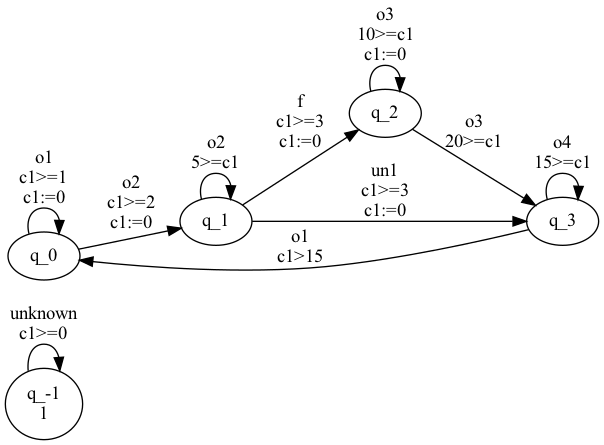 o3
10>=c1
c1:=0
q_2
f
c1>=3
c1:=0
o3
20>=c1
o2
5>=c1
q_1
un1
c1>=3
c1:=0
o4
15>=c1
q_3
o1
c1>=1
c1:=0
q_0
o2
c1>=2
c1:=0
o1
c1>15
unknown
c1>=0
q_-1
1